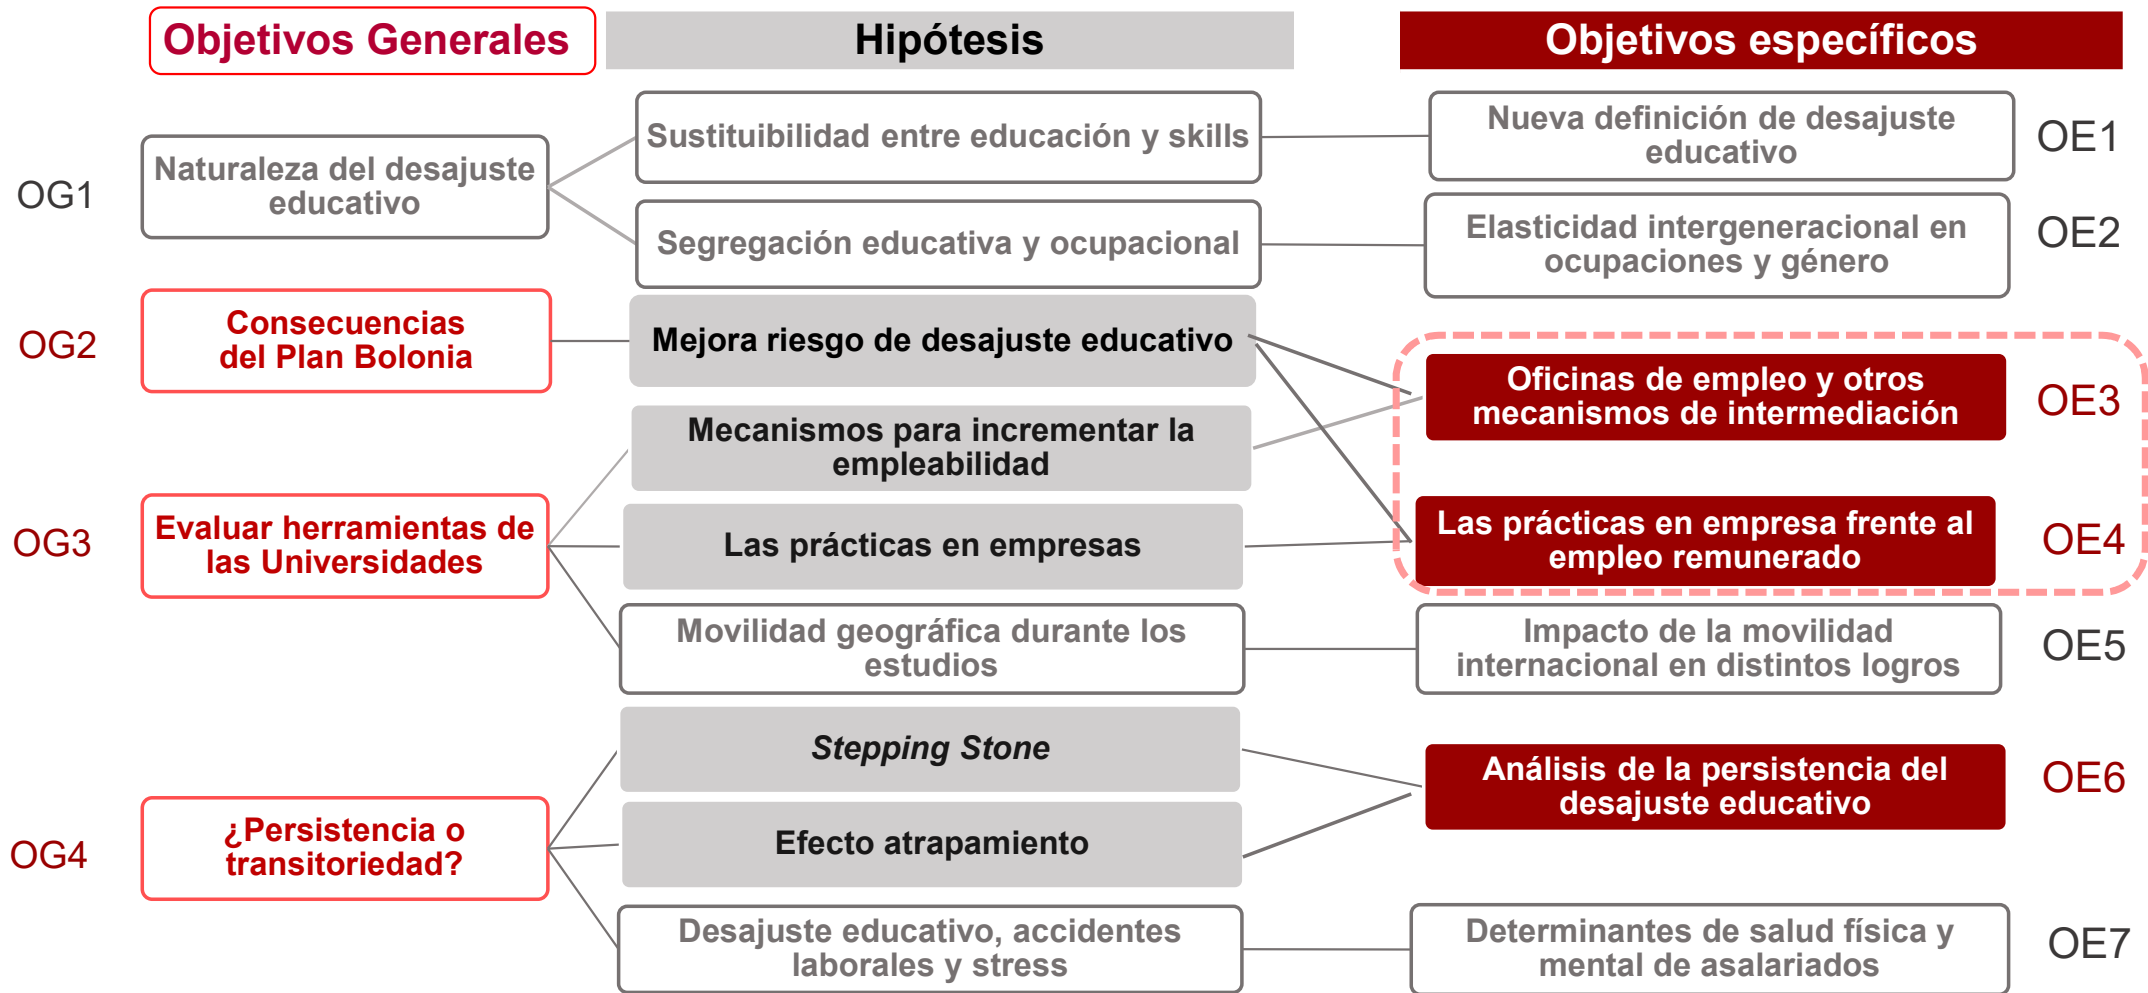 Objetivos Generales
Hipótesis
Objetivos específicos
OG1
Naturaleza del desajuste
educativo
Sustituibilidad entre educación y skills
Nueva definición de desajuste
educativo
OE1
Segregación educativa y ocupacional
Elasticidad intergeneracional en
ocupaciones y género
OE2
OG2
Consecuencias
del Plan Bolonia
Mejora riesgo de desajuste educativo
Oficinas de empleo y otros
mecanismos de intermediación
OE3
OG3
Evaluar herramientas de
las Universidades
Mecanismos para incrementar la
empleabilidad
Las prácticas en empresas
Las prácticas en empresa frente al
empleo remunerado
OE4
Movilidad geográfica durante los
estudios
Impacto de la movilidad
internacional en distintos logros
OE5
OG4
¿Persistencia o
transitoriedad?
Stepping Stone
Efecto atrapamiento
Análisis de la persistencia del
desajuste educativo
OE6
Desajuste educativo, accidentes
laborales y stress
Determinantes de salud física y
mental de asalariados
OE7